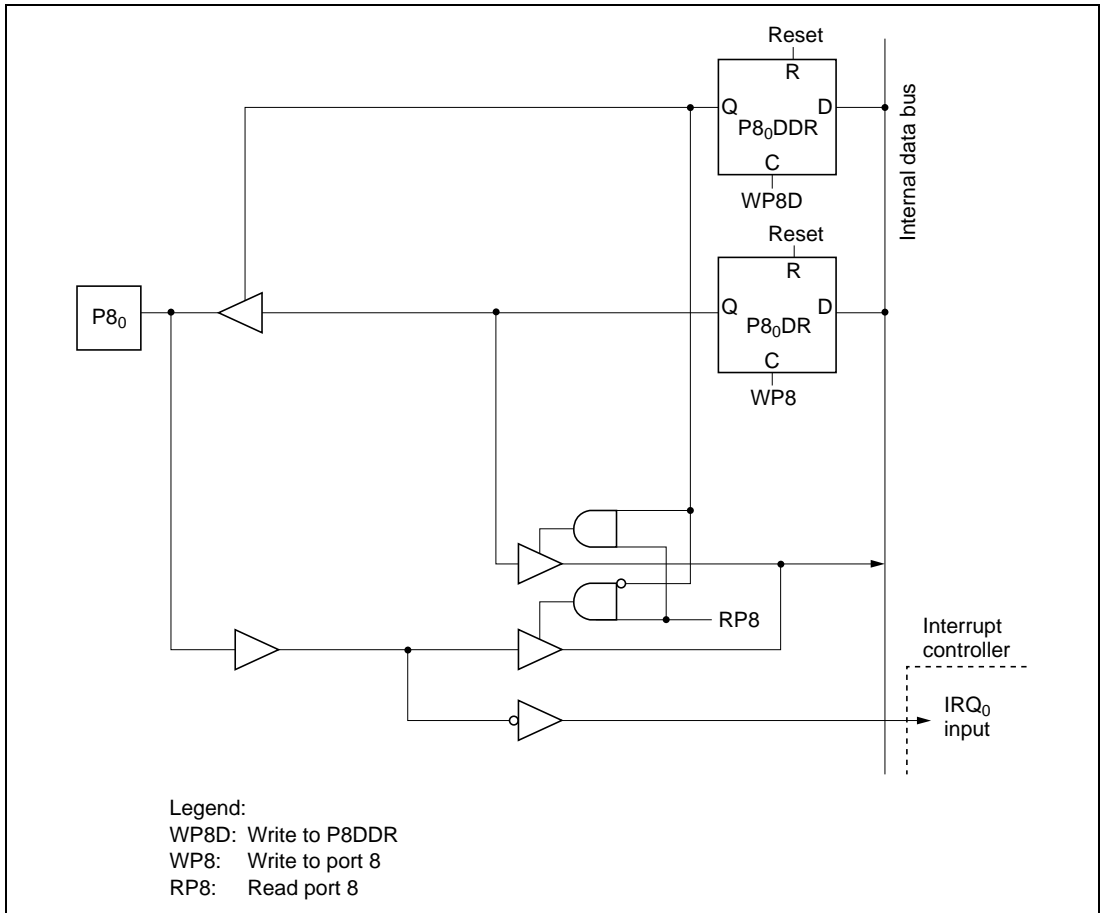 Reset
R
Q
D
P8₀DDR
C
WP8D
Internal data bus
Reset
R
Q
D
P8₀DR
C
WP8
P8₀
RP8
Interrupt
controller
IRQ₀
input
Legend:
WP8D: Write to P8DDR
WP8: Write to port 8
RP8: Read port 8